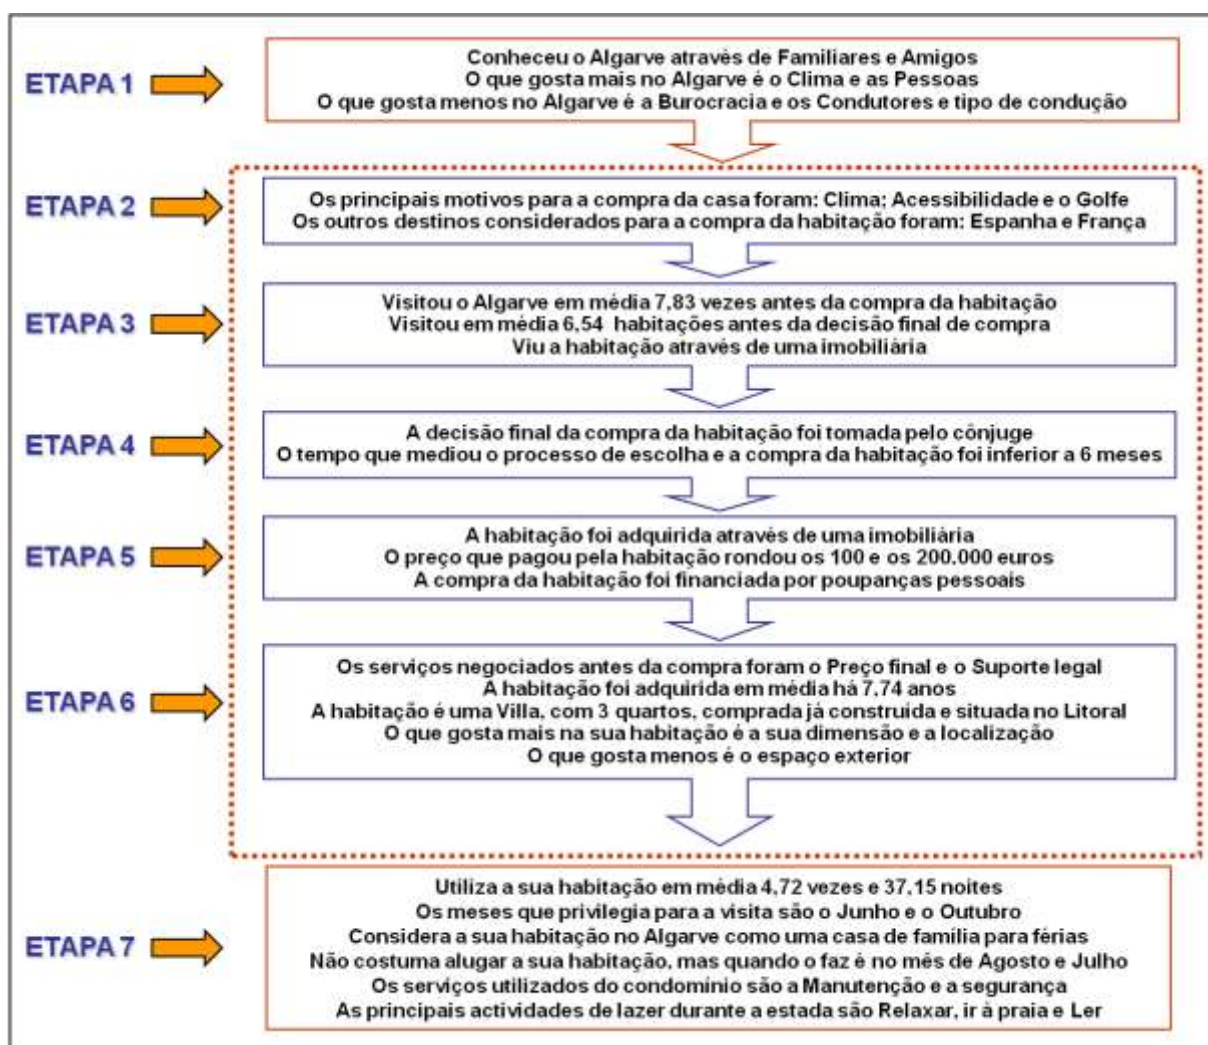 ETAPA 1
Conheceu o Algarve através de Familiares e Amigos
O que gosta mais no Algarve é o Clima e as Pessoas
O que gosta menos no Algarve é a Burocracia e os Condutores e tipo de condução
ETAPA 2
Os principais motivos para a compra da casa foram: Clima; Acessibilidade e o Golfe
Os outros destinos considerados para a compra da habitação foram: Espanha e França
ETAPA 3
Visitou o Algarve em média 7,83 vezes antes da compra da habitação
Visitou em média 6,54 habitações antes da decisão final de compra
Viu a habitação através de uma imobiliária
ETAPA 4
A decisão final da compra da habitação foi tomada pelo cônjuge
O tempo que mediou o processo de escolha e a compra da habitação foi inferior a 6 meses
ETAPA 5
A habitação foi adquirida através de uma imobiliária
O preço que pagou pela habitação rondou os 100 e os 200.000 euros
A compra da habitação foi financiada por poupanças pessoais
ETAPA 6
Os serviços negociados antes da compra foram o Preço final e o Suporte legal
A habitação foi adquirida em média há 7,74 anos
A habitação é uma Villa, com 3 quartos, comprada já construída e situada no Litoral
O que gosta mais na sua habitação é a sua dimensão e a localização
O que gosta menos é o espaço exterior
ETAPA 7
Utiliza a sua habitação em média 4,72 vezes e 37,15 noites
Os meses que privilegia para a visita são o Junho e o Outubro
Considera a sua habitação no Algarve como uma casa de família para férias
Não costuma alugar a sua habitação, mas quando o faz é no mês de Agosto e Julho
Os serviços utilizados do condomínio são a Manutenção e a segurança
As principais actividades de lazer durante a estada são Relaxar, ir à praia e Ler